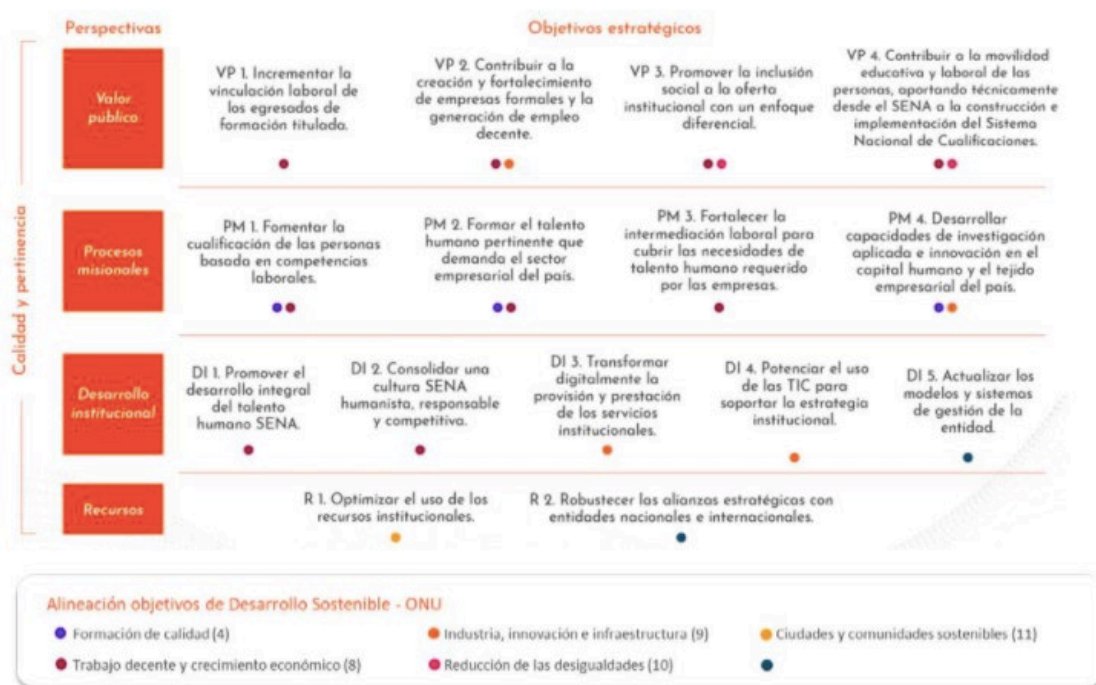 Perspectivas
Objetivos estratégicos
Calidad y pertinencia
Valor
público
VP 1. Incrementar la
vinculación laboral de
los egresados de
formación titulada.
VP 2. Contribuir a la
creación y fortalecimiento
de empresas formales y la
generación de empleo
decente.
VP 3. Promover la inclusión
social a la oferta
institucional con un enfoque
diferencial.
VP 4. Contribuir a la movilidad
educativa y laboral de las
personas, aportando técnicamente
desde el SENA a la construcción e
implementación del Sistema
Nacional de Cualificaciones.
Procesos
misionales
PM 1. Fomentar la
cualificación de las personas
basada en competencias
laborales.
PM 2. Formar el talento
humano pertinente que
demanda el sector
empresarial del país.
PM 3. Fortalecer la
intermediación laboral para
cubrir las necesidades de
talento humano requerido
por las empresas.
PM 4. Desarrollar
capacidades de investigación
aplicada e innovación en el
capital humano y el tejido
empresarial del país.
Desarrollo
institucional
DI 1. Promover el
desarrollo integral
del talento
humano SENA.
DI 2. Consolidar una
cultura SENA
humanista, responsable
y competitiva.
DI 3. Transformar
digitalmente la
provisión y prestación
de los servicios
institucionales.
DI 4. Potenciar el uso
de las TIC para
soportar la estrategia
institucional.
DI 5. Actualizar los
modelos y sistemas
de gestión de la
entidad.
Recursos
R 1. Optimizar el uso de los
recursos institucionales.
R 2. Robustecer las alianzas estratégicas con
entidades nacionales e internacionales.
Alineación objetivos de Desarrollo Sostenible - ONU
Formación de calidad (4)
Industria, innovación e infraestructura (9)
Ciudades y comunidades sostenibles (11)
Trabajo decente y crecimiento económico (8)
Reducción de las desigualdades (10)